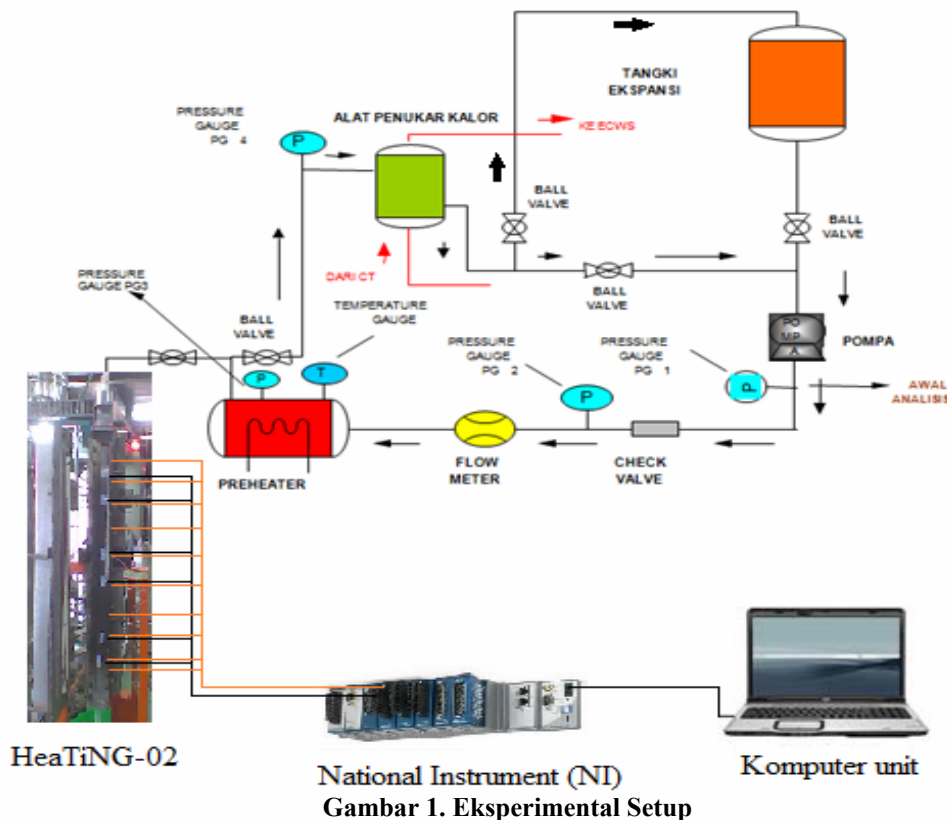 TANGKI
EKSPANSI
PRESSURE
GAUGE
PG 4
P
ALAT PENUKAR KALOR
KE ECWS
BALL
VALVE
BALL
VALVE
PRESSURE
GAUGE PG3
DARI CT
BALL
VALVE
TEMPERATURE
GAUGE
BALL
VALVE
PRESSURE
GAUGE
PG 2
PRESSURE
GAUGE
PG 1
PO
MP
A
POMPA
P
T
P
P
AWAL
ANALISIS
PREHEATER
FLOW
METER
CHECK
VALVE
HeaTiNG-02
National Instrument (NI)
Komputer unit
Gambar 1. Eksperimental Setup